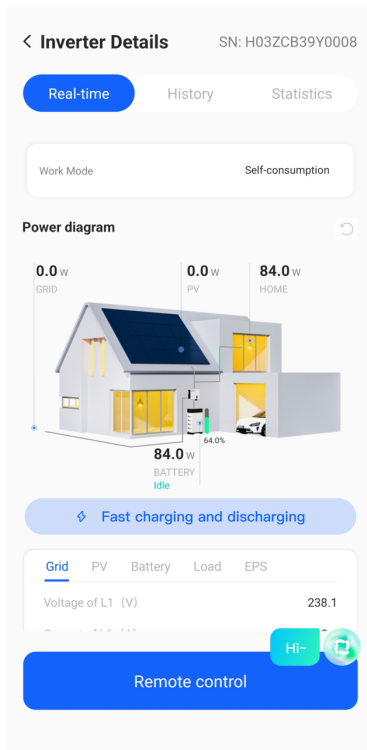 Inverter Details SN: H03ZCB39Y0008
Real-time History Statistics
Work Mode Self-consumption
Power diagram
0.0 W 0.0 W 84.0 W
GRID PV HOME
64.0%
84.0 W
BATTERY
Idle
Fast charging and discharging
Grid PV Battery Load EPS
Voltage of L1 (V) 238.1
Hi~
Remote control